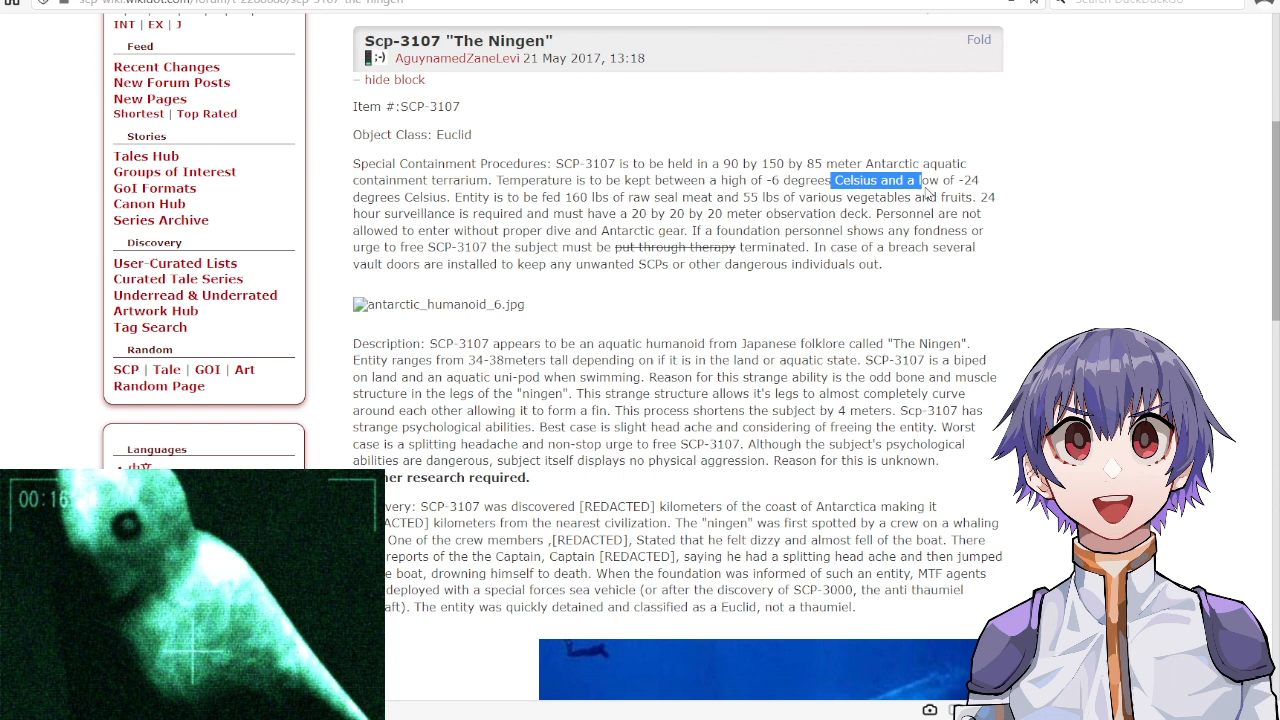 INT | EX | J
Feed
Recent Changes
New Forum Posts
New Pages
Shortest | Top Rated
Stories
Tales Hub
Groups of Interest
GoI Formats
Canon Hub
Series Archive
Discovery
User-Curated Lists
Curated Tale Series
Underread & Underrated
Artwork Hub
Tag Search
Random
SCP | Tale | GOI | Art
Random Page
Languages
中文
Scp-3107 "The Ningen"
Fold
AguynamedZaneLevi 21 May 2017, 13:18
– hide block
Item #:SCP-3107
Object Class: Euclid
Special Containment Procedures: SCP-3107 is to be held in a 90 by 150 by 85 meter Antarctic aquatic
containment terrarium. Temperature is to be kept between a high of -6 degrees Celsius and a low of -24
degrees Celsius. Entity is to be fed 160 lbs of raw seal meat and 55 lbs of various vegetables and fruits. 24
hour surveillance is required and must have a 20 by 20 by 20 meter observation deck. Personnel are not
allowed to enter without proper dive and Antarctic gear. If a foundation personnel shows any fondness or
urge to free SCP-3107 the subject must be put through therapy terminated. In case of a breach several
vault doors are installed to keep any unwanted SCPs or other dangerous individuals out.
antarctic_humanoid_6.jpg
Description: SCP-3107 appears to be an aquatic humanoid from Japanese folklore called "The Ningen".
Entity ranges from 34-38meters tall depending on if it is in the land or aquatic state. SCP-3107 is a biped
on land and an aquatic uni-pod when swimming. Reason for this strange ability is the odd bone and muscle
structure in the legs of the "ningen". This strange structure allows it's legs to almost completely curve
around each other allowing it to form a fin. This process shortens the subject by 4 meters. Scp-3107 has
strange psychological abilities. Best case is slight head ache and considering of freeing the entity. Worst
case is a splitting headache and non-stop urge to free SCP-3107. Although the subject's psychological
abilities are dangerous, subject itself displays no physical aggression. Reason for this is unknown.
her research required.
very: SCP-3107 was discovered [REDACTED] kilometers of the coast of Antarctica making it
ACTED] kilometers from the nearest civilization. The "ningen" was first spotted by a crew on a whaling
One of the crew members ,[REDACTED], Stated that he felt dizzy and almost fell of the boat. There
reports of the the Captain, Captain [REDACTED], saying he had a splitting head ache and then jumped
e boat, drowning himself to death. When the foundation was informed of such an entity, MTF agents
deployed with a special forces sea vehicle (or after the discovery of SCP-3000, the anti thaumiel
aft). The entity was quickly detained and classified as a Euclid, not a thaumiel.
00:16